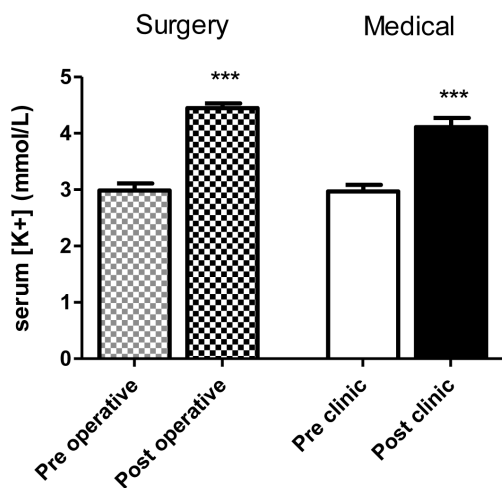 Surgery
Medical
serum [K+] (mmol/L)
5
4
3
2
1
0
***
***
Pre operative
Post operative
Pre clinic
Post clinic